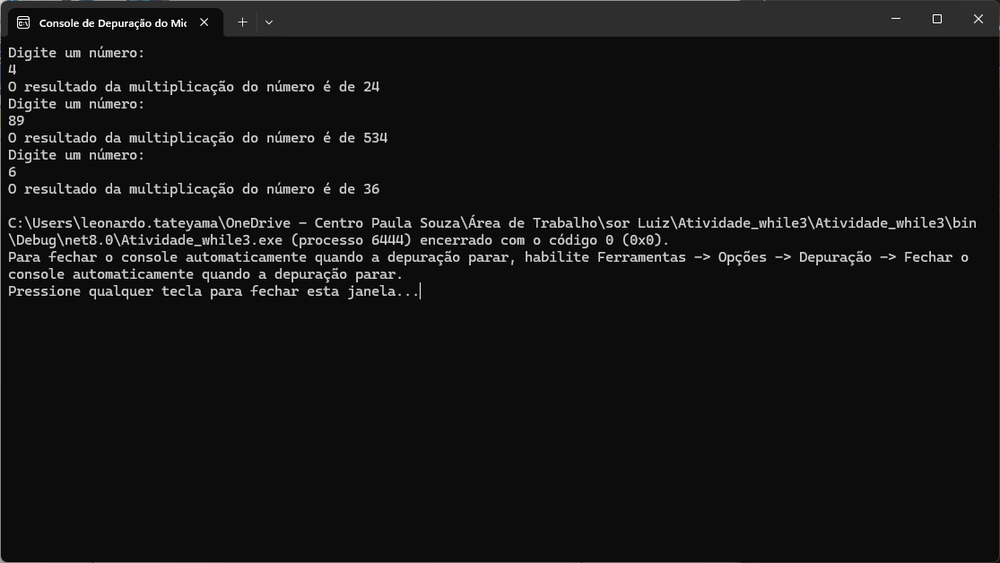 Console de Depuração do Mic
Digite um número:
4
O resultado da multiplicação do número é de 24
Digite um número:
89
O resultado da multiplicação do número é de 534
Digite um número:
6
O resultado da multiplicação do número é de 36
C:\Users\leonardo.tateyama\OneDrive - Centro Paula Souza\Área de Trabalho\sor Luiz\Atividade_while3\Atividade_while3\bin
\Debug\net8.0\Atividade_while3.exe (processo 6444) encerrado com o código 0 (0x0).
Para fechar o console automaticamente quando a depuração parar, habilite Ferramentas -> Opções -> Depuração -> Fechar o
console automaticamente quando a depuração parar.
Pressione qualquer tecla para fechar esta janela...